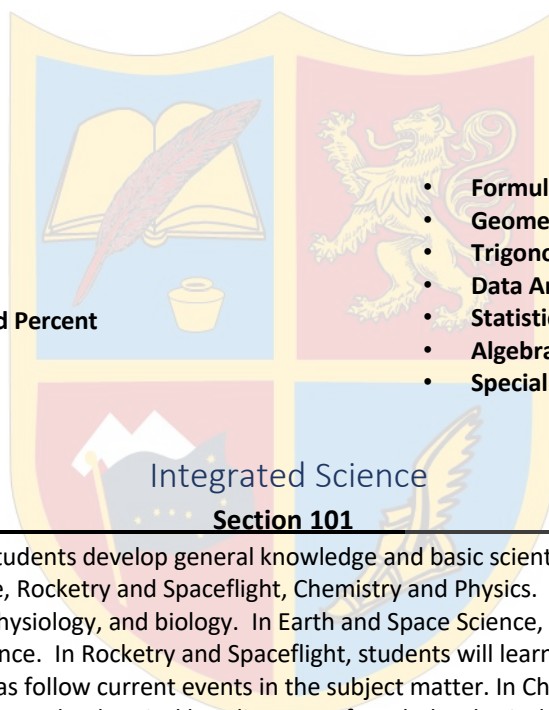 • Formul
• Geome
• Trigono
• Data A
d Percent
• Statisti
• Algebra
• Special
Integrated Science
Section 101
tudents develop general knowledge and basic scient
e, Rocketry and Spaceflight, Chemistry and Physics.
hysiology, and biology. In Earth and Space Science,
nce. In Rocketry and Spaceflight, students will learn
as follow current events in the subject matter. In Ch